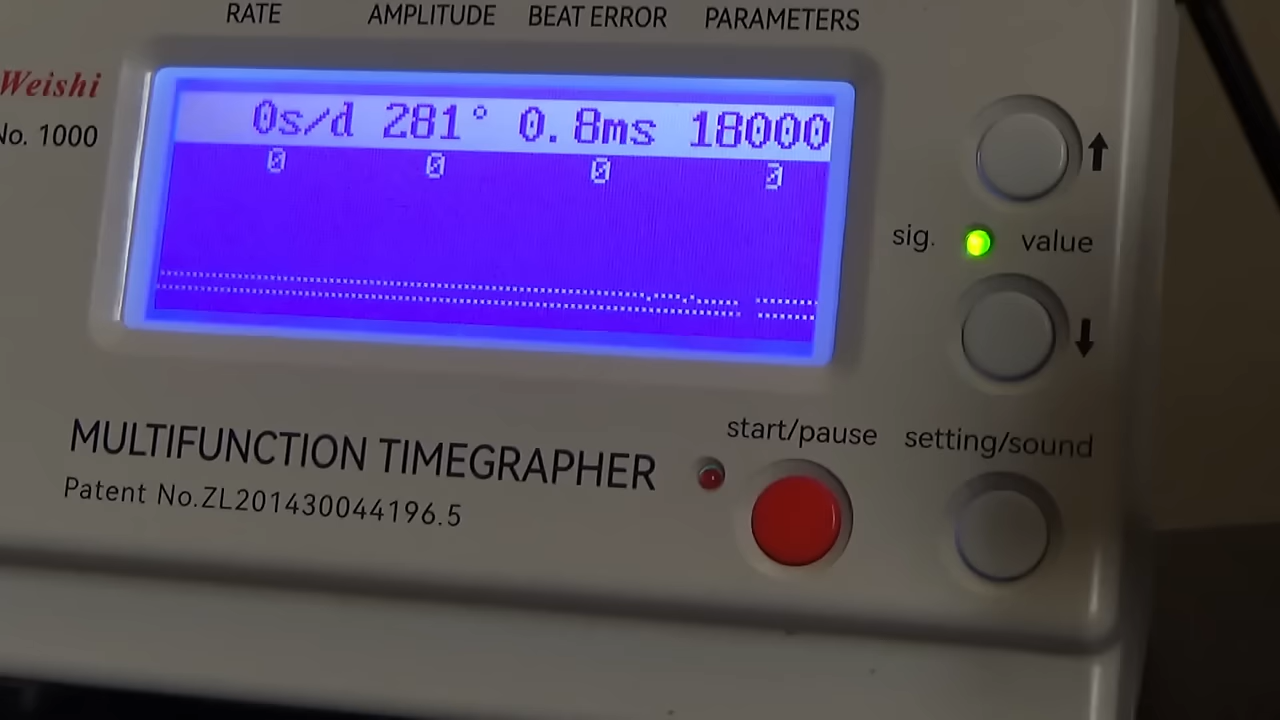 RATE AMPLITUDE BEAT ERROR PARAMETERS
Weishi
No. 1000
0s/d 281° 0.8ms 18000
0 0 0 0
sig. value
start/pause setting/sound
MULTIFUNCTION TIMEGRAPHER
Patent No.ZL201430044196.5